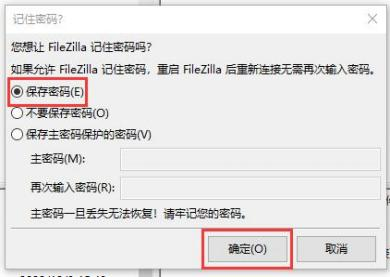 记住密码?
您想让 FileZilla 记住密码吗?
如果允许 FileZilla 记住密码，重启 FileZilla 后重新连接无需再次输入密码。
保存密码(E)
不要保存密码(O)
保存主密码保护的密码(V)
主密码(M):
再次输入密码(R):
主密码一旦丢失无法恢复! 请牢记您的密码。
确定(O) 取消